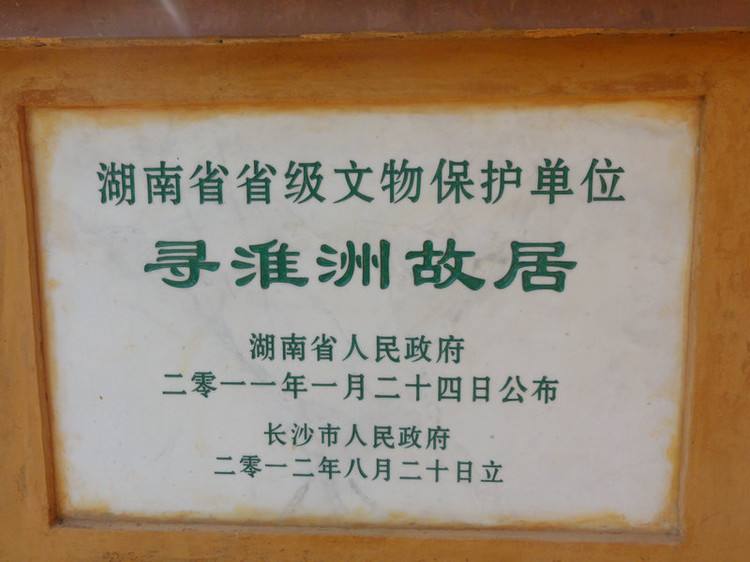 湖南省省级文物保护单位
寻淮洲故居
湖南省人民政府
二零一一年一月二十四日公布
长沙市人民政府
二零一二年八月二十日立